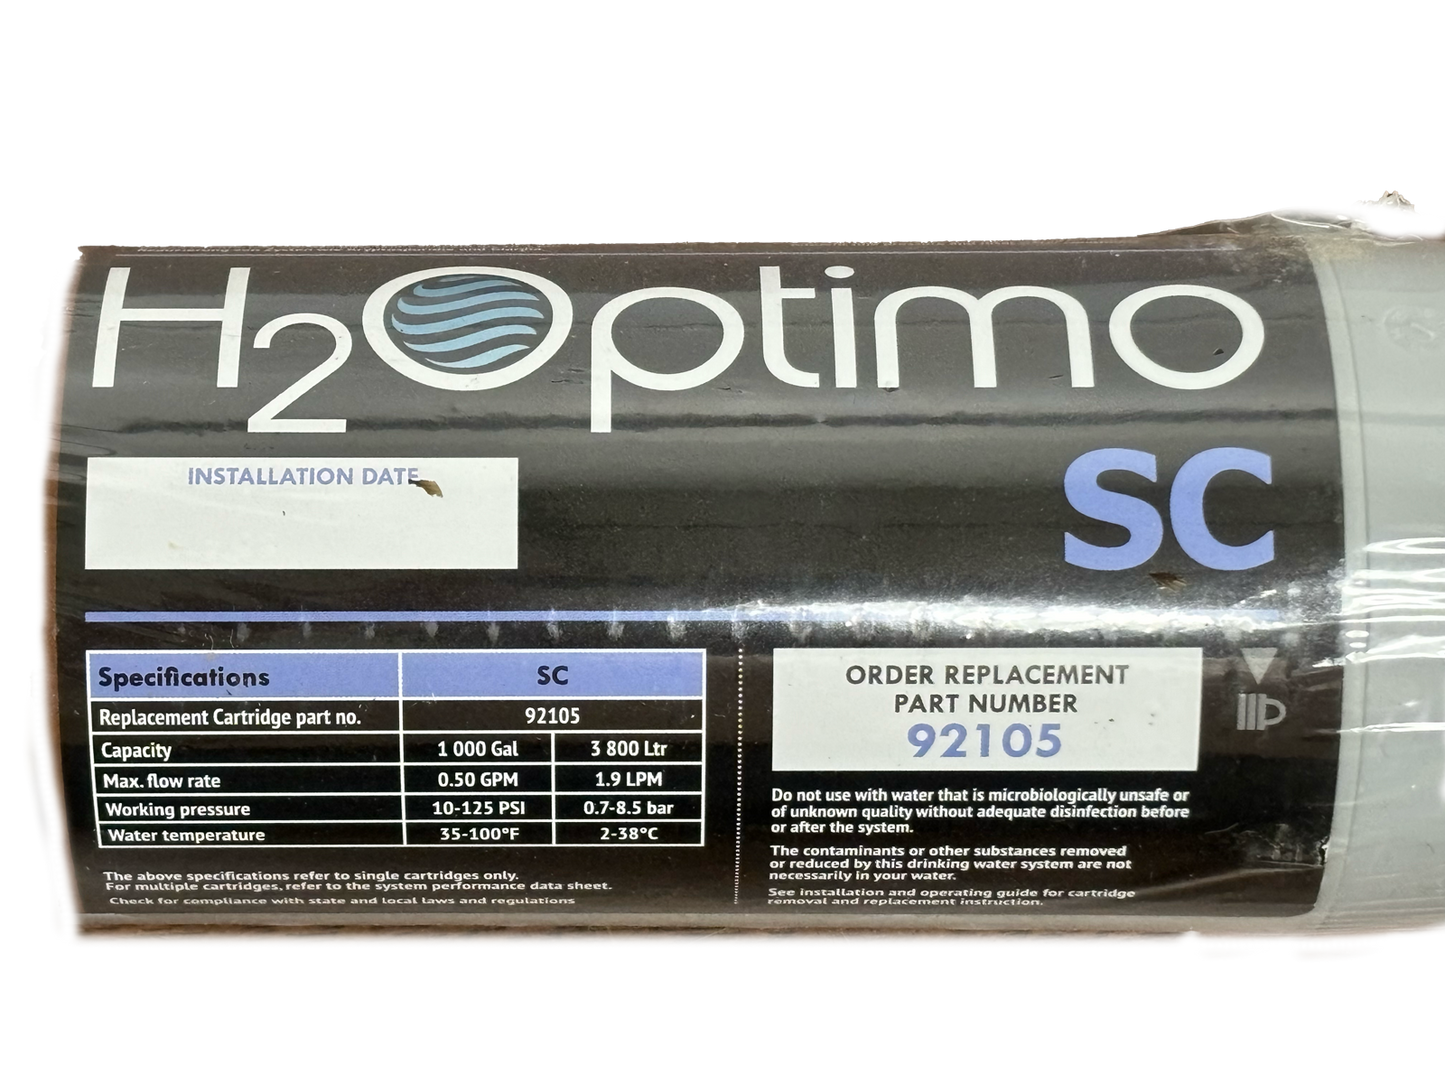 H2Optimo
INSTALLATION DATE
SC
Specifications SC
Replacement Cartridge part no. 92105
Capacity 1 000 Gal 3 800 Ltr
Max. flow rate 0.50 GPM 1.9 LPM
Working pressure 10-125 PSI 0.7-8.5 bar
Water temperature 35-100°F 2-38°C
The above specifications refer to single cartridges only.
For multiple cartridges, refer to the system performance data sheet.
Check for compliance with state and local laws and regulations
ORDER REPLACEMENT
PART NUMBER
92105
Do not use with water that is microbiologically unsafe or
of unknown quality without adequate disinfection before
or after the system.
The contaminants or other substances removed
or reduced by this drinking water system are not
necessarily in your water.
See installation and operating guide for cartridge
removal and replacement instruction.